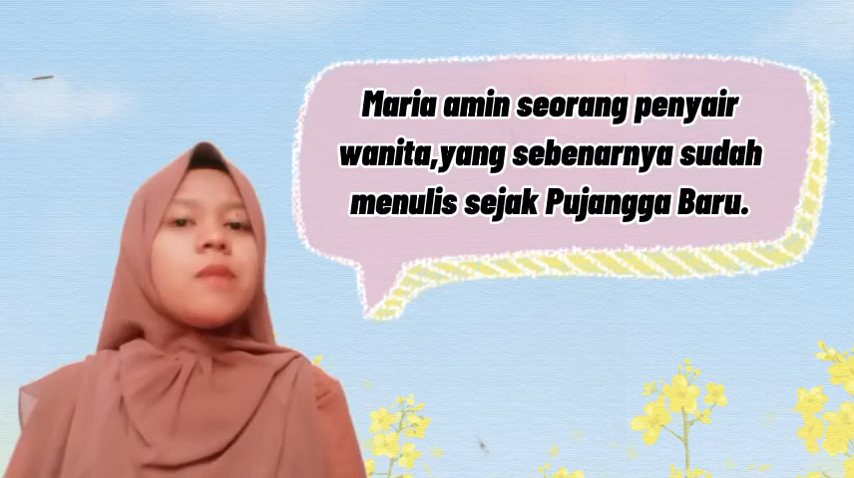 Maria amin seorang penyair
wanita,yang sebenarnya sudah
menulis sejak Pujangga Baru.